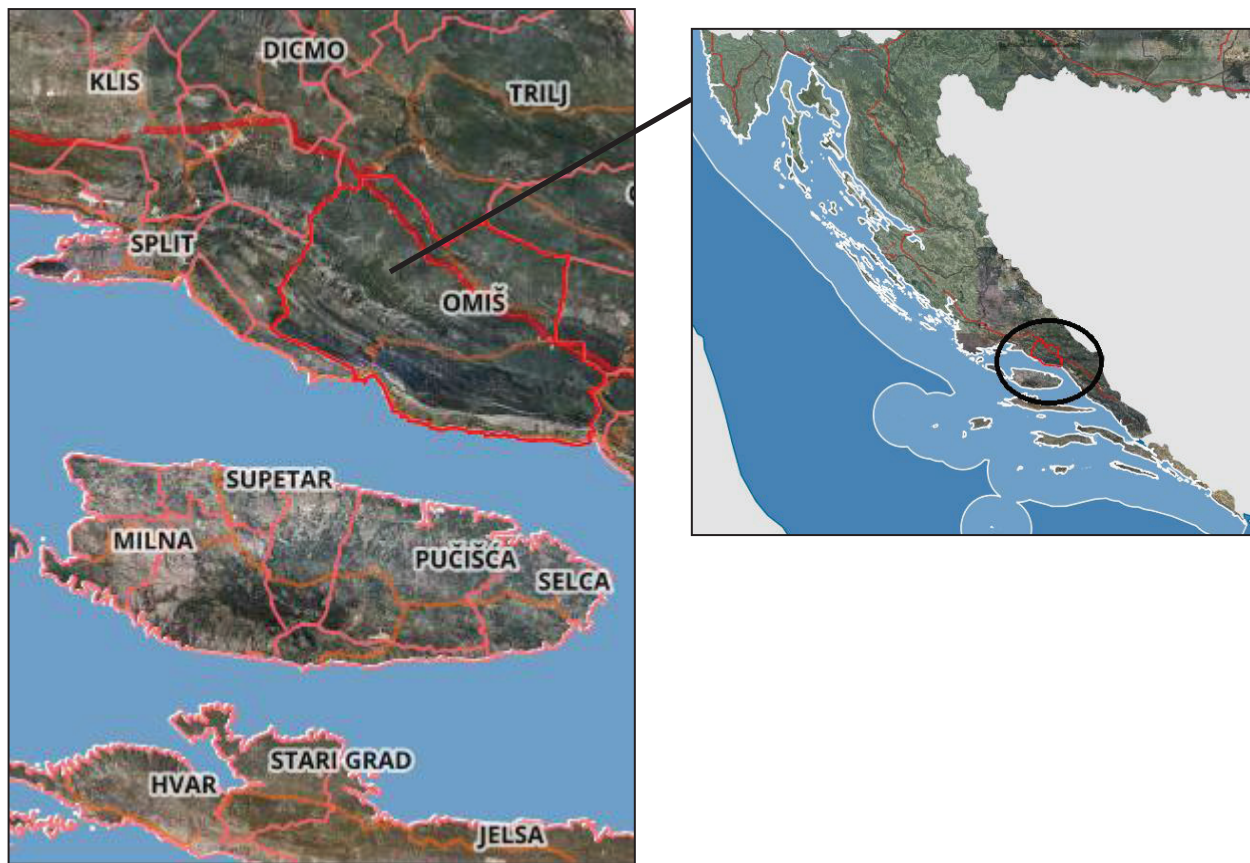 DICMO
KLIS
TRILJ
SPLIT
OMIŠ
SUPETAR
MILNA
PUČIŠĆA
SELCA
STARI GRAD
HVAR
JELSA